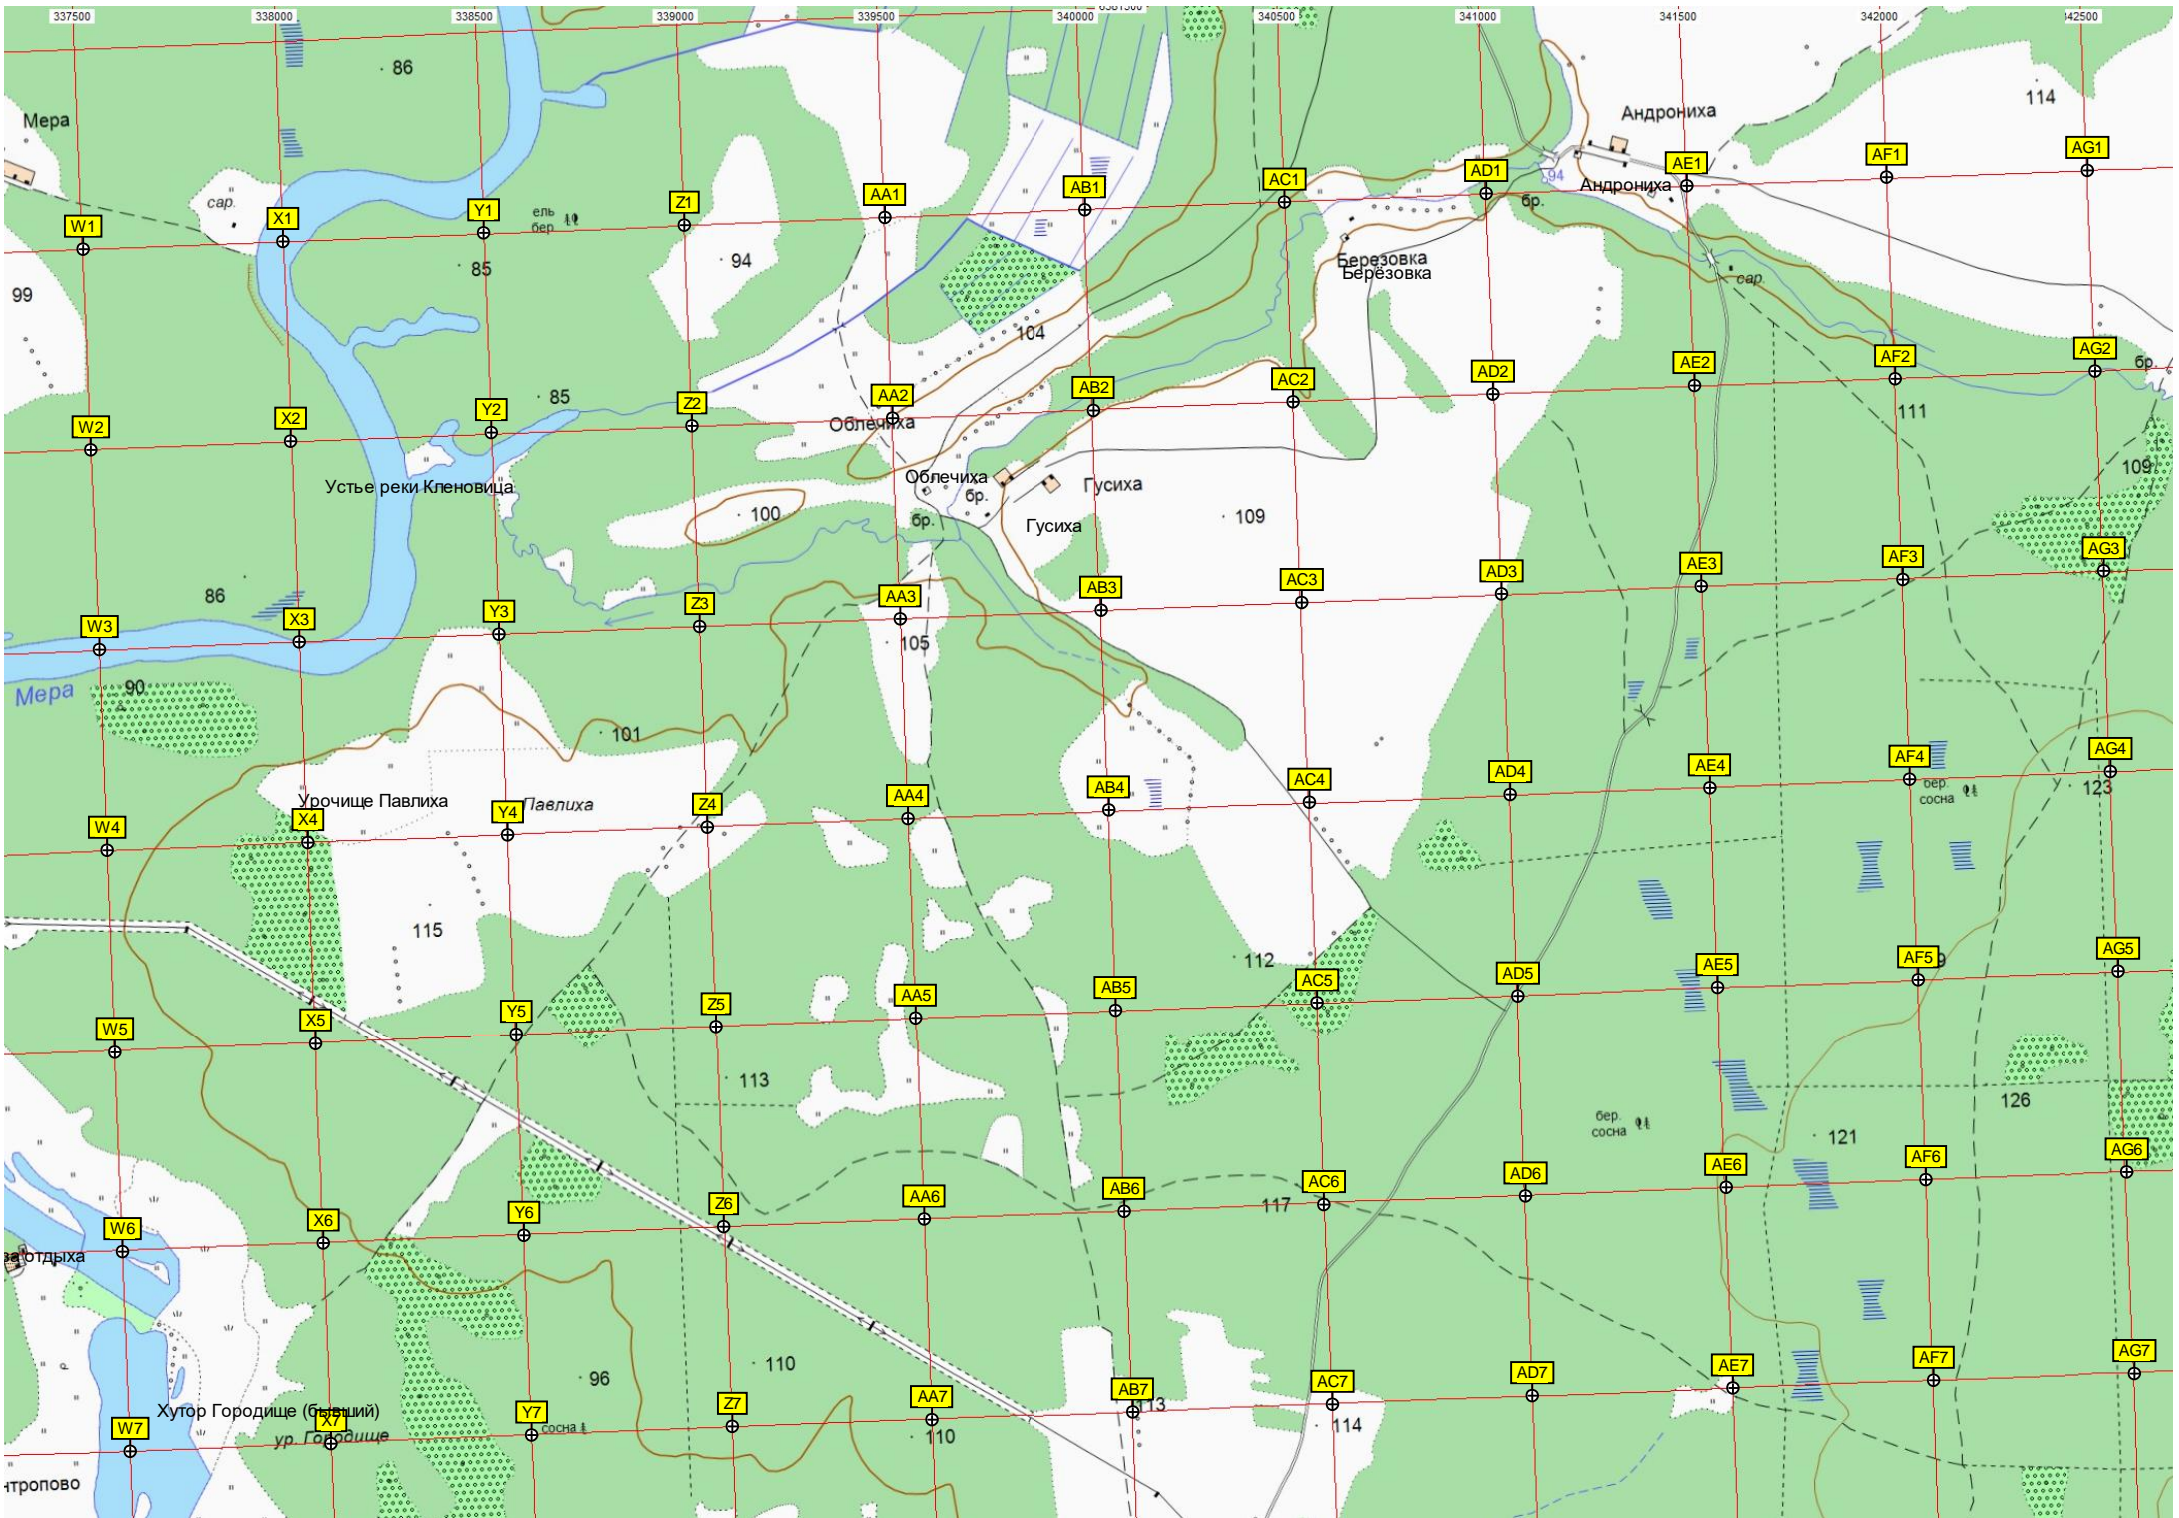 337500 338000 338500 339000 339500 340000 340500 341000 341500 342000 342500
86
114
Мера
Андрониха
AE1 AF1 AG1
AD1
94
Андрониха
AC1
AB1
AA1
Z1
Y1
X1
W1
сар.
ель
бер.
бр.
94
85
99
Березовка
Берёзовка
сар.
104
AG2
бр.
AF2
AE2
AD2
AC2
AB2
AA2
Z2
Y2
X2
W2
85
111
Облечиха
109
Облечиха
бр.
Гусиха
Устье реки Кленовица
100
бр.
Гусиха
109
AG3
AF3
AE3
AD3
AC3
AB3
AA3
Z3
Y3
X3
W3
86
105
Мера
90
101
AG4
AF4
AE4
AD4
AC4
AB4
AA4
Z4
Y4
X4
W4
бер.
сосна
123
Урочище Павлиха
Павлиха
115
112
AG5
AF5
AE5
AD5
AC5
AB5
AA5
Z5
Y5
X5
W5
113
126
бер.
сосна
121
AG6
AF6
AE6
AD6
AC6
AB6
AA6
Z6
Y6
X6
W6
117
за отдыха
110
96
AG7
AF7
AE7
AD7
AC7
AB7
AA7
Z7
Y7
X7
W7
113
114
110
Хутор Городище (бывший)
ур. Городище
сосна
нтропово